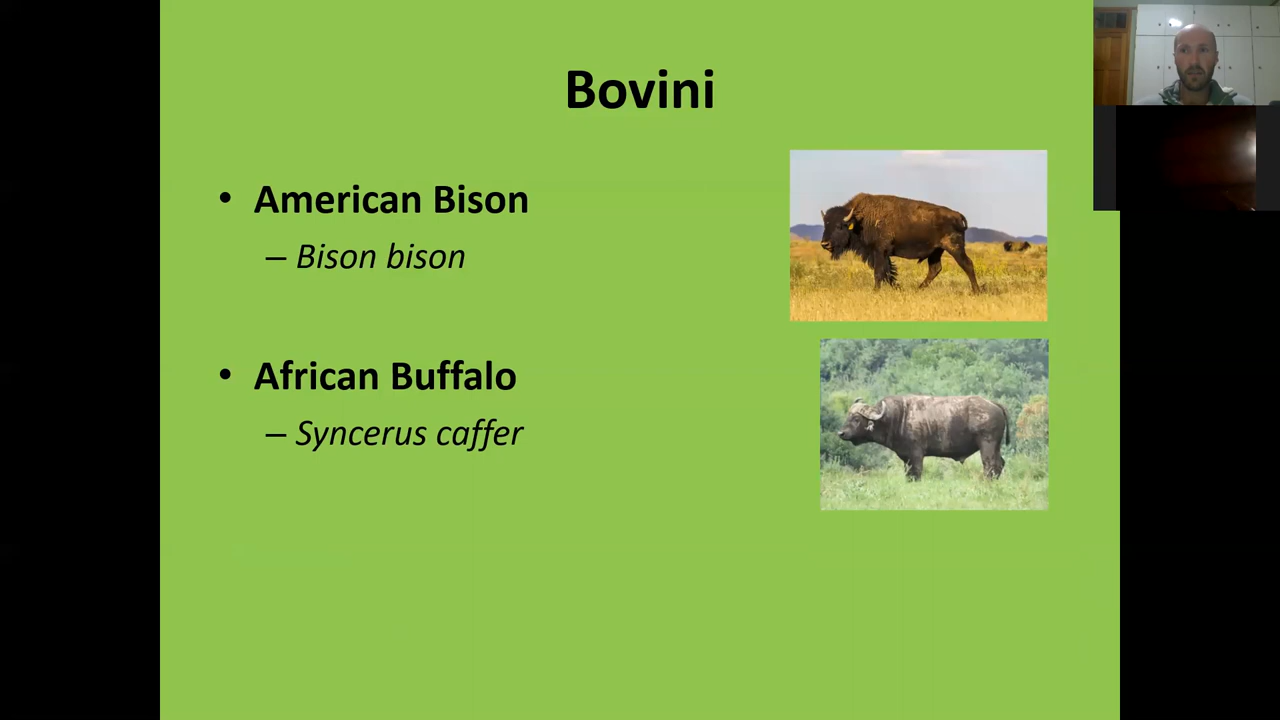 Bovini
• American Bison
– Bison bison
• African Buffalo
– Syncerus caffer